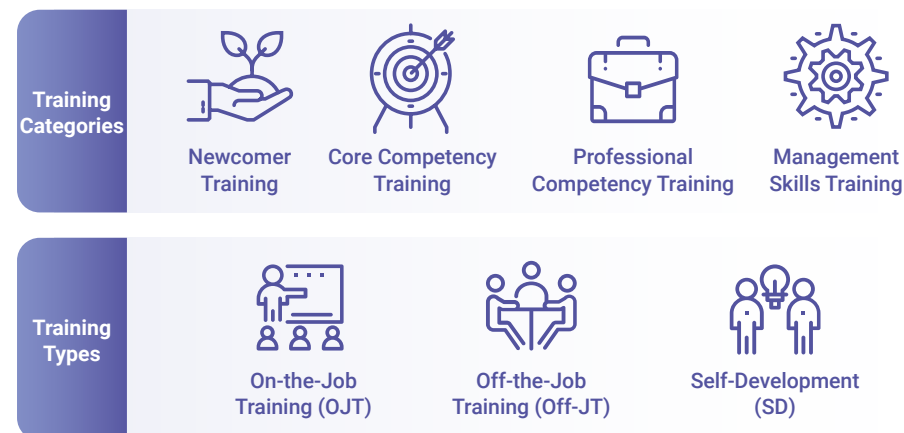 Training
Categories
Newcomer
Training
Core Competency
Training
Professional
Competency Training
Management
Skills Training
Training
Types
On-the-Job
Training (OJT)
Off-the-Job
Training (Off-JT)
Self-Development
(SD)